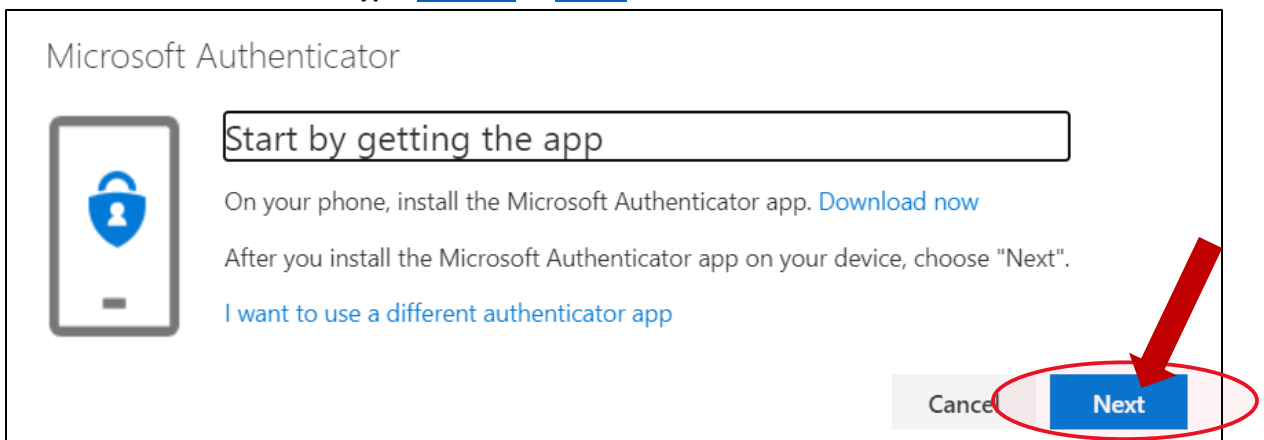 Microsoft Authenticator
Start by getting the app
On your phone, install the Microsoft Authenticator app. Download now
After you install the Microsoft Authenticator app on your device, choose "Next".
I want to use a different authenticator app
Cancel
Next